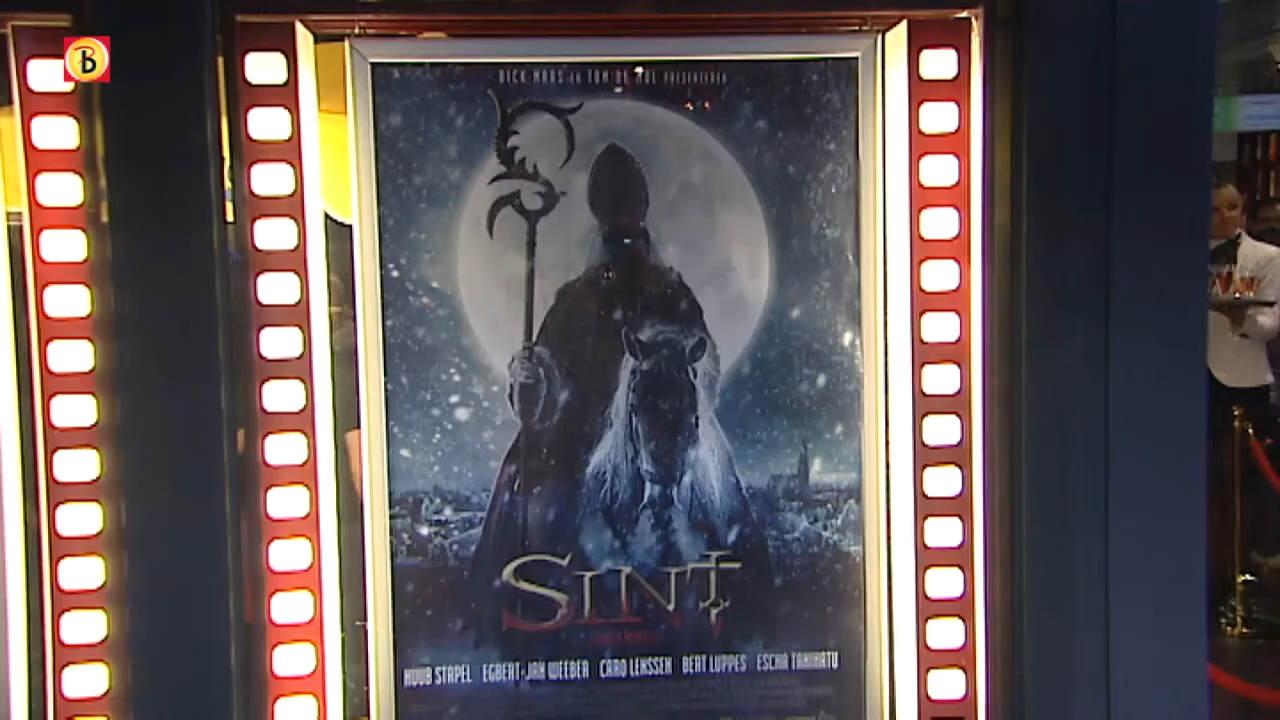 B
DICK MAAS EN TOM DE MOL PRESENTEREN
SINT
HUUB STAPEL EGBERT-JAN WEEBER CARO LENSSEN BERT LUPPES ESCHA TANIHATU